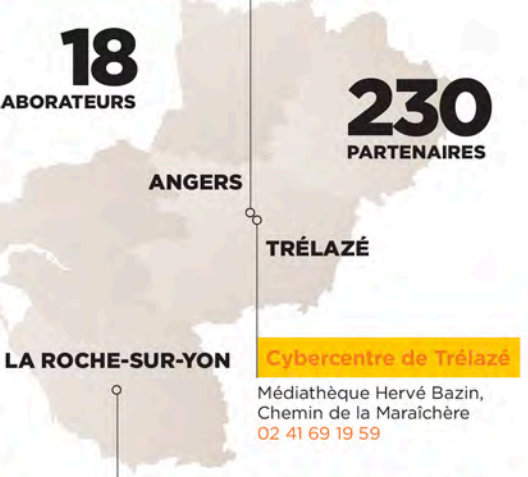 18
ABORATEURS
230
PARTENAIRES
ANGERS
TRÉLAZÉ
LA ROCHE-SUR-YON
Cybercentre de Trélazé
Médiathèque Hervé Bazin,
Chemin de la Maraîchère
02 41 69 19 59